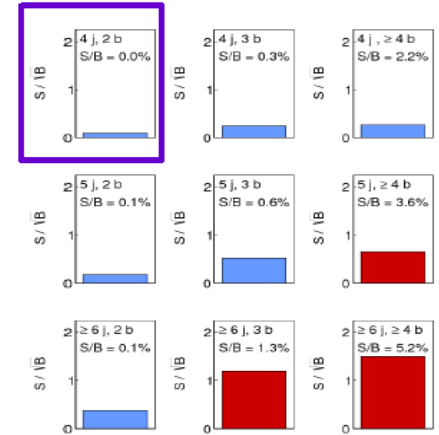 4 j, 2 b
S/B = 0.0%
S / √B
2
1
0
4 j, 3 b
S/B = 0.3%
S / √B
2
1
0
4 j , ≥ 4 b
S/B = 2.2%
S / √B
2
1
0
5 j, 2 b
S/B = 0.1%
S / √B
2
1
0
5 j, 3 b
S/B = 0.6%
S / √B
2
1
0
5 j, ≥ 4 b
S/B = 3.6%
S / √B
2
1
0
≥ 6 j, 2 b
S/B = 0.1%
S / √B
2
1
0
≥ 6 j, 3 b
S/B = 1.3%
S / √B
2
1
0
≥ 6 j, ≥ 4 b
S/B = 5.2%
S / √B
2
1
0